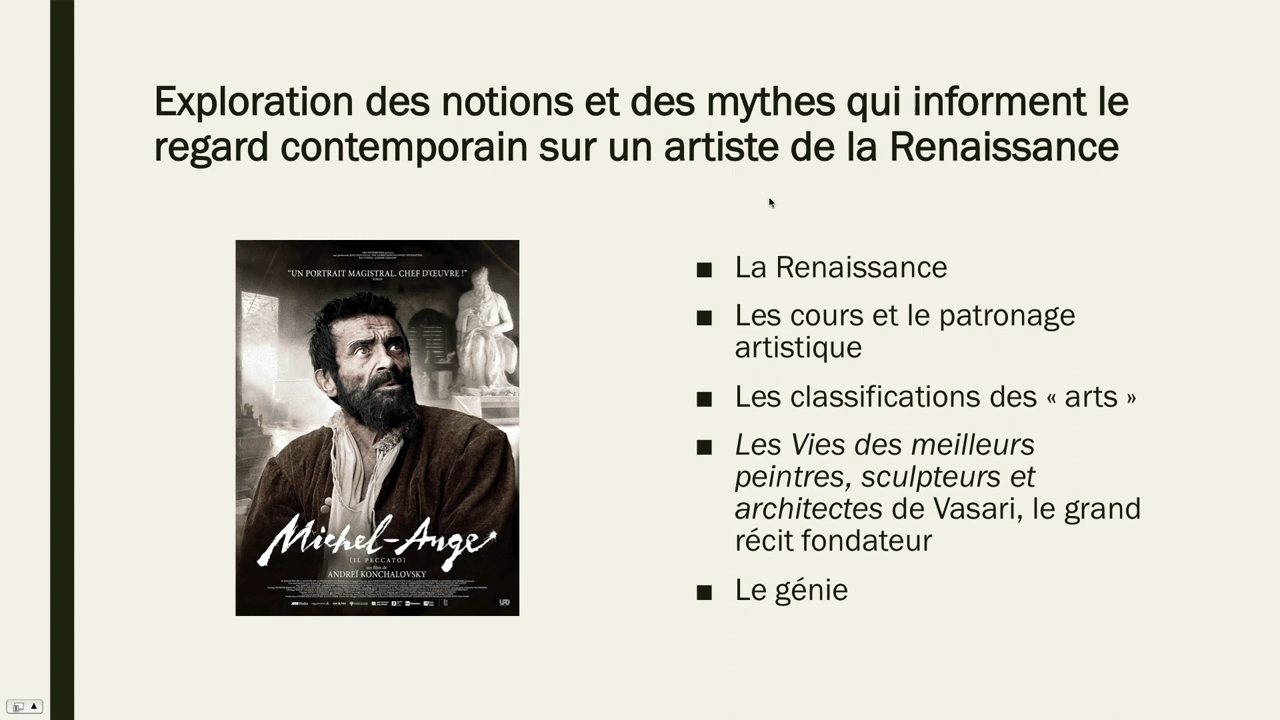 Exploration des notions et des mythes qui informent le
regard contemporain sur un artiste de la Renaissance
"UN PORTRAIT MAGISTRAL. CHEF D'ŒUVRE !"
Michel-Ange
(IL PECCATO)
un film de
ANDREÏ KONCHALOVSKY
■ La Renaissance
■ Les cours et le patronage
artistique
■ Les classifications des « arts »
■ Les Vies des meilleurs
peintres, sculpteurs et
architectes de Vasari, le grand
récit fondateur
■ Le génie